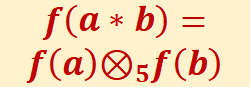 f(a * b) =
f(a)⊗₅f(b)